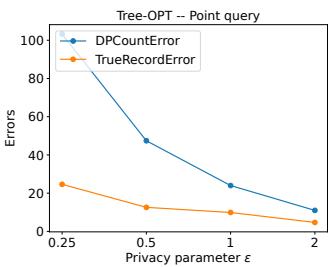 Tree-OPT -- Point query
DPCountError
TrueRecordError
Errors
100
80
60
40
20
0
0.25 0.5 1 2
Privacy parameter ε